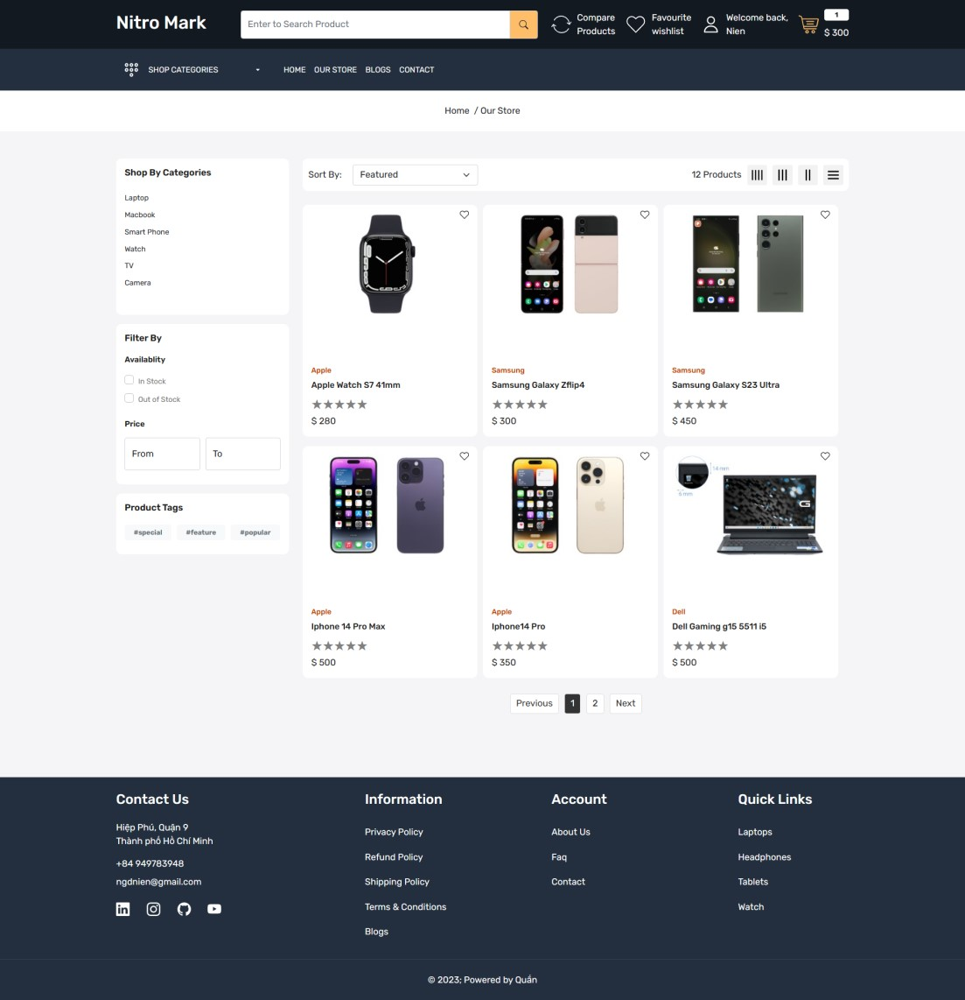 Nitro Mark
Enter to Search Product
Compare
Products
Favourite
wishlist
Welcome back,
Nien
1
$ 300
SHOP CATEGORIES
HOME
OUR STORE
BLOGS
CONTACT
Home / Our Store
Shop By Categories
Laptop
Macbook
Smart Phone
Watch
TV
Camera
Filter By
Availablity
In Stock
Out of Stock
Price
From
To
Product Tags
#special
#feature
#popular
Sort By:
Featured
12 Products
Apple
Apple Watch S7 41mm
$ 280
Samsung
Samsung Galaxy Zflip4
$ 300
Samsung
Samsung Galaxy S23 Ultra
$ 450
Apple
Iphone 14 Pro Max
$ 500
Apple
Iphone14 Pro
$ 350
14 mm
6 mm
Dell
Dell Gaming g15 5511 i5
$ 500
Previous
1
2
Next
Contact Us
Hiệp Phú, Quận 9
Thành phố Hồ Chí Minh
+84 949783948
ngdnien@gmail.com
Information
Privacy Policy
Refund Policy
Shipping Policy
Terms & Conditions
Blogs
Account
About Us
Faq
Contact
Quick Links
Laptops
Headphones
Tablets
Watch
© 2023; Powered by Quắn